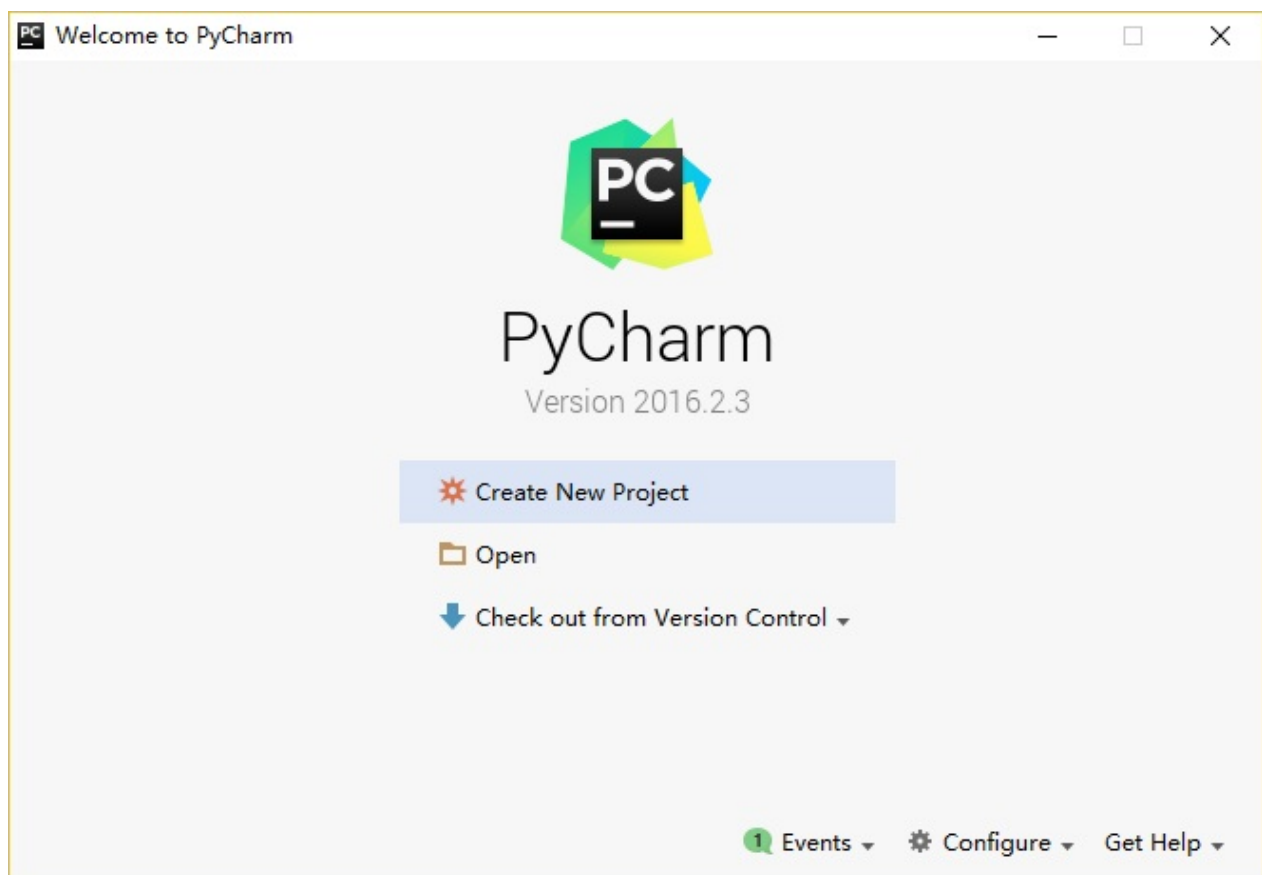 PC Welcome to PyCharm
PC
PyCharm
Version 2016.2.3
Create New Project
Open
Check out from Version Control
1 Events Configure Get Help